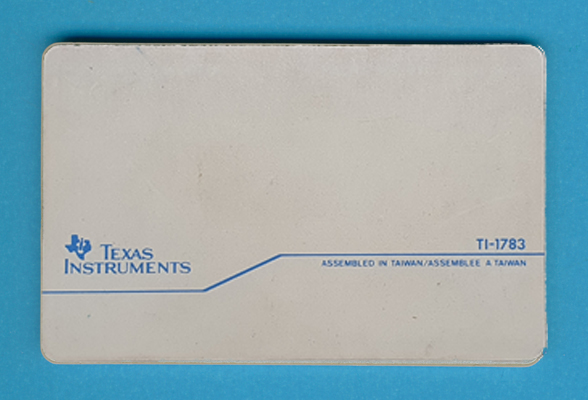 TEXAS
INSTRUMENTS
TI-1783
ASSEMBLED IN TAIWAN/ASSEMBLEE A TAIWAN